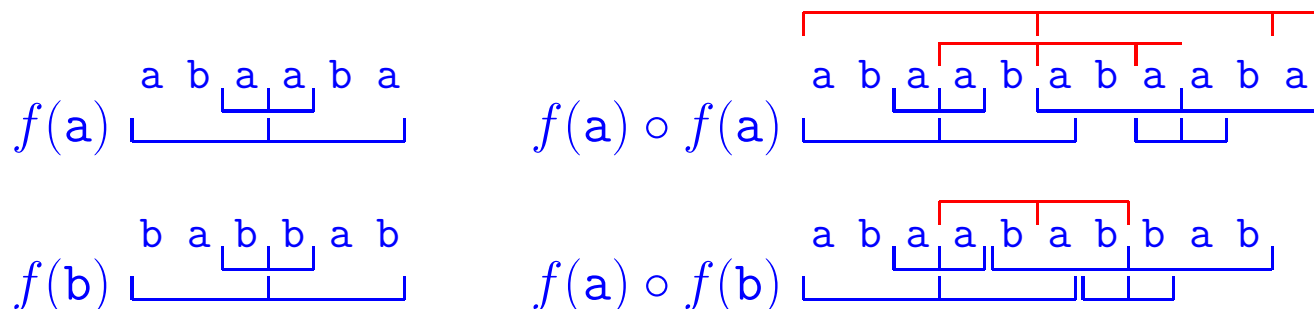 a b a a b a
f(a)
a b a a b a b a a b a
f(a) ∘ f(a)
b a b b a b
f(b)
a b a a b a b b a b
f(a) ∘ f(b)